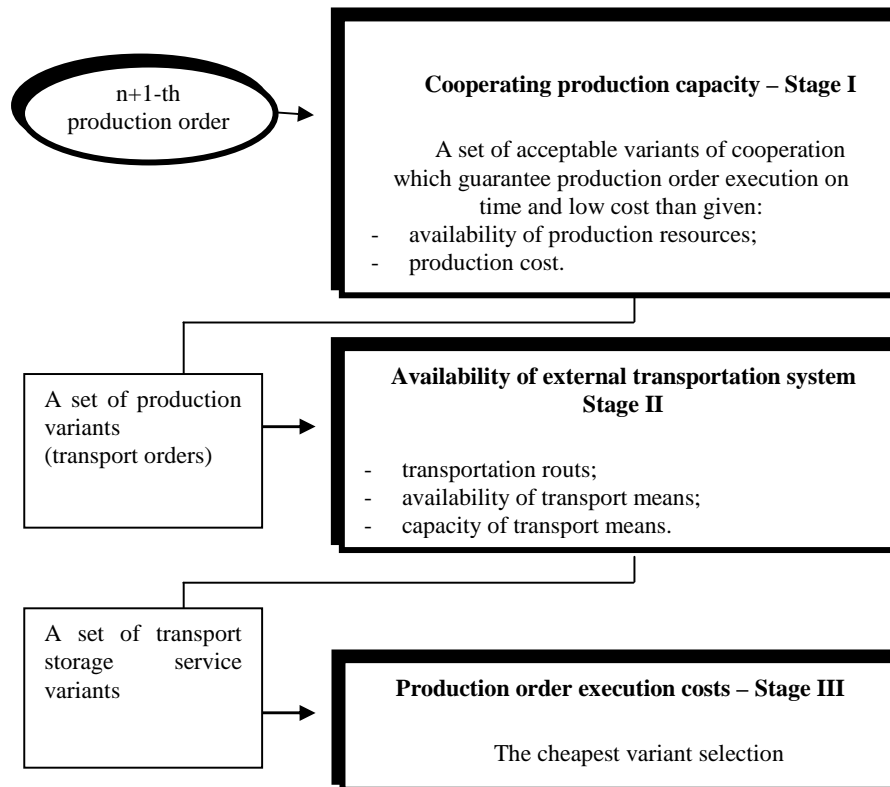 n+1-th
production order
Cooperating production capacity – Stage I
A set of acceptable variants of cooperation
which guarantee production order execution on
time and low cost than given:
- availability of production resources;
- production cost.
A set of production
variants
(transport orders)
Availability of external transportation system
Stage II
- transportation routs;
- availability of transport means;
- capacity of transport means.
A set of transport
storage service
variants
Production order execution costs – Stage III
The cheapest variant selection